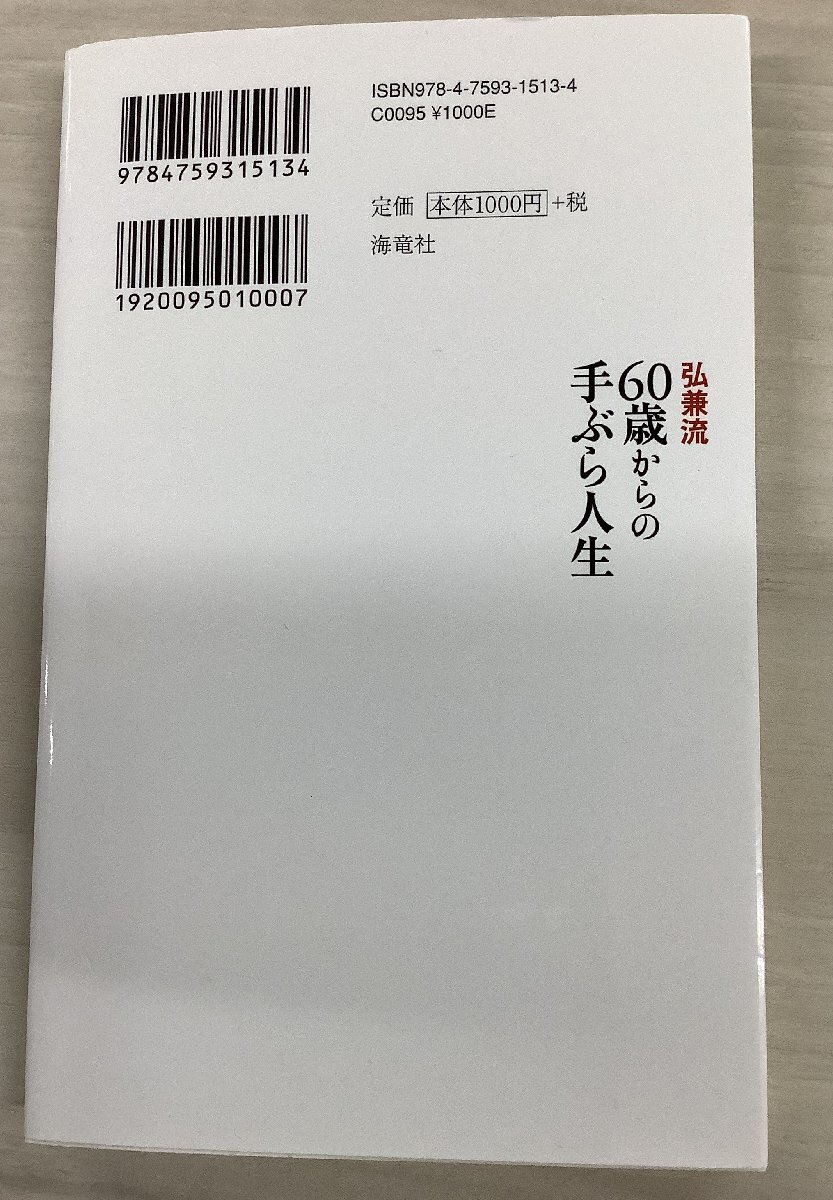 9784759315134
1920095010007
ISBN978-4-7593-1513-4
C0095 ¥1000E
定価 本体1000円+税
海竜社
弘兼流
60歳からの
手ぶら人生